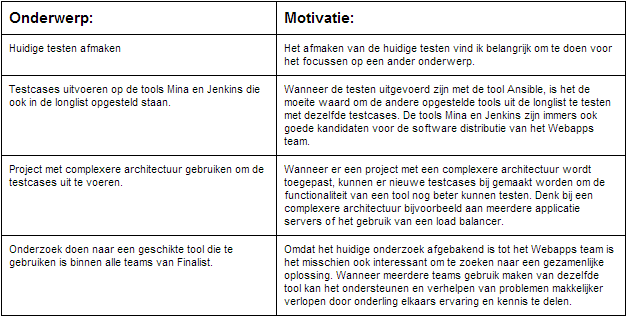 Onderwerp:
Motivatie:
Huidige testen afmaken
Het afmaken van de huidige testen vind ik belangrijk om te doen voor
het focussen op een ander onderwerp.
Testcases uitvoeren op de tools Mina en Jenkins die
ook in de longlist opgesteld staan.
Wanneer de testen uitgevoerd zijn met de tool Ansible, is het de
moeite waard om de andere opgestelde tools uit de longlist te testen
met dezelfde testcases. De tools Mina en Jenkins zijn immers ook
goede kandidaten voor de software distributie van het Webapps
team.
Project met complexere architectuur gebruiken om de
testcases uit te voeren.
Wanneer er een project met een complexere architectuur wordt
toegepast, kunnen er nieuwe testcases bij gemaakt worden om de
functionaliteit van een tool nog beter kunnen testen. Denk bij een
complexere architectuur bijvoorbeeld aan meerdere applicatie
servers of het gebruik van een load balancer.
Onderzoek doen naar een geschikte tool die te
gebruiken is binnen alle teams van Finalist.
Omdat het huidige onderzoek afgebakend is tot het Webapps team is
het misschien ook interessant om te zoeken naar een gezamenlijke
oplossing. Wanneer meerdere teams gebruik maken van dezelfde
tool kan het ondersteunen en verhelpen van problemen makkelijker
verlopen door onderling elkaars ervaring en kennis te delen.